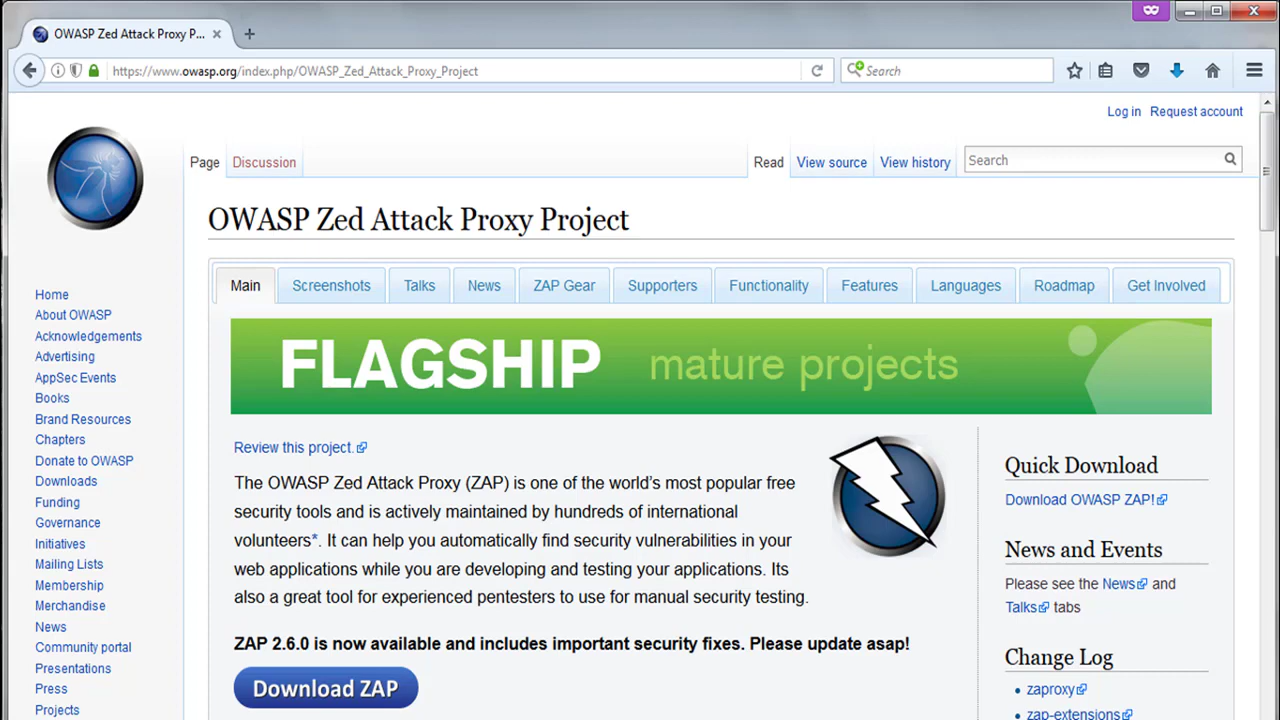 OWASP Zed Attack Proxy P...
https://www.owasp.org/index.php/OWASP_Zed_Attack_Proxy_Project
Search
Log in Request account
Page Discussion Read View source View history Search
OWASP Zed Attack Proxy Project
Main Screenshots Talks News ZAP Gear Supporters Functionality Features Languages Roadmap Get Involved
FLAGSHIP mature projects
Home
About OWASP
Acknowledgements
Advertising
AppSec Events
Books
Brand Resources
Chapters
Donate to OWASP
Downloads
Funding
Governance
Initiatives
Mailing Lists
Membership
Merchandise
News
Community portal
Presentations
Press
Projects
Review this project.
The OWASP Zed Attack Proxy (ZAP) is one of the world's most popular free
security tools and is actively maintained by hundreds of international
volunteers*. It can help you automatically find security vulnerabilities in your
web applications while you are developing and testing your applications. Its
also a great tool for experienced pentesters to use for manual security testing.
ZAP 2.6.0 is now available and includes important security fixes. Please update asap!
Download ZAP
Quick Download
Download OWASP ZAP!
News and Events
Please see the News and
Talks tabs
Change Log
• zaproxy
• zap-extensions